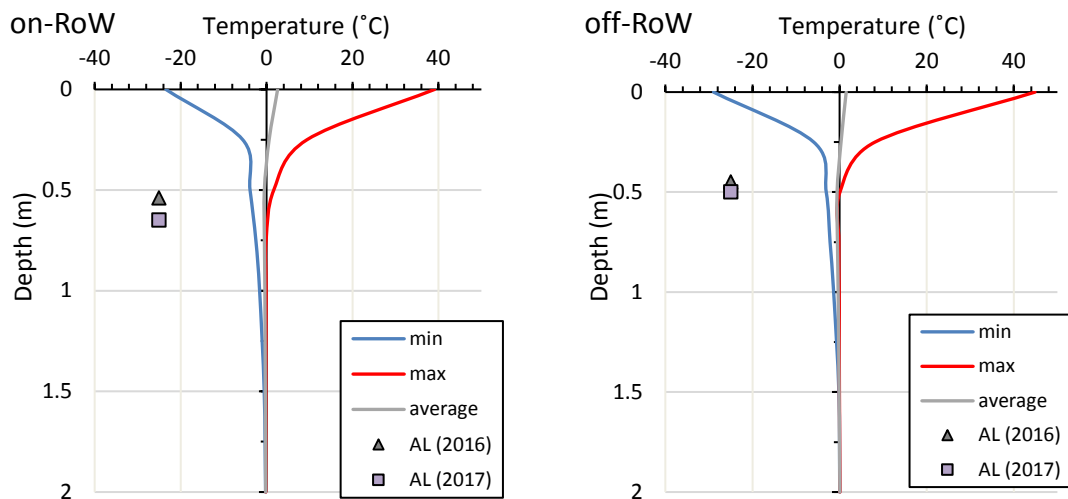 on-RoW
Temperature (˚C)
-40 -20 0 20 40
0
0.5
1
1.5
2
Depth (m)
min
max
average
AL (2016)
AL (2017)
off-RoW
Temperature (˚C)
-40 -20 0 20 40
0
0.5
1
1.5
2
Depth (m)
min
max
average
AL (2016)
AL (2017)